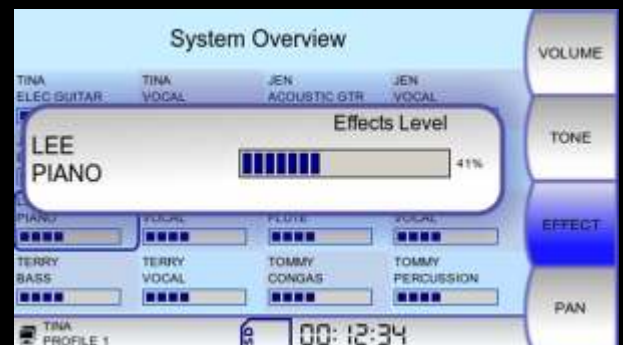 System Overview
VOLUME
TINA
ELEC GUITAR
TINA
VOCAL
JEN
ACOUSTIC GTR
JEN
VOCAL
Effects Level
LEE
PIANO
41%
TONE
PIANO
VOCAL
FLUTE
VOCAL
EFFECT
TERRY
BASS
TERRY
VOCAL
TOMMY
CONGAS
TOMMY
PERCUSSION
PAN
TINA
PROFILE 1
SD
00:12:34